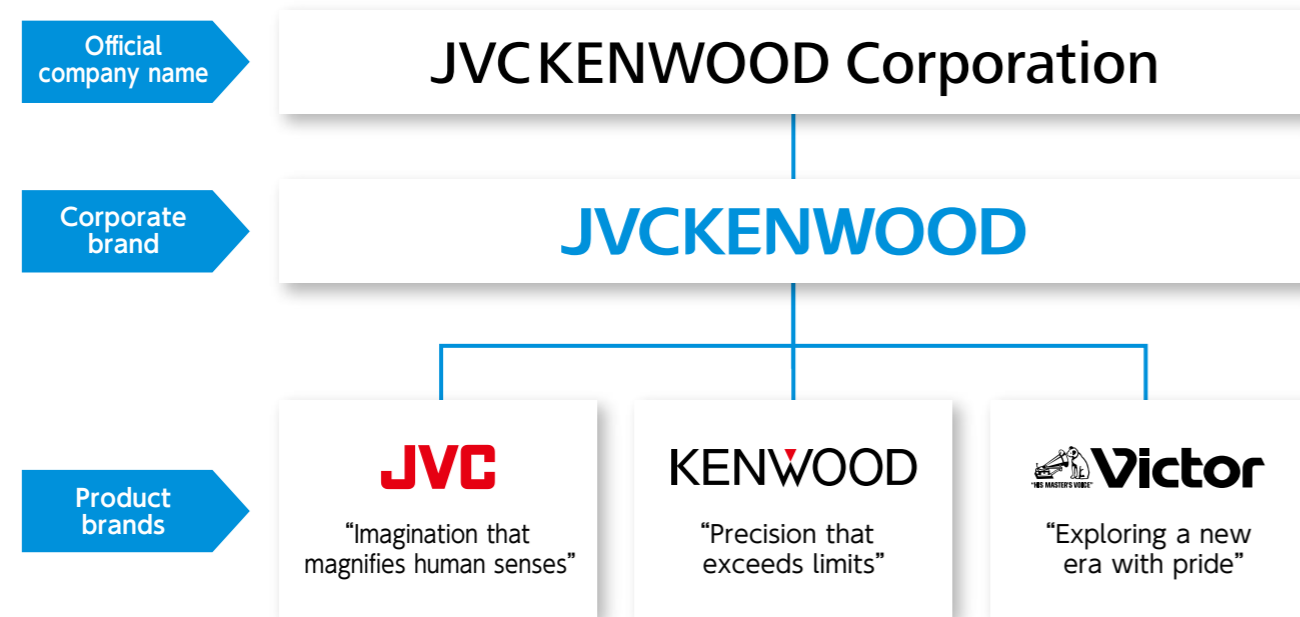 Official
company name
JVCKENWOOD Corporation
Corporate
brand
JVCKENWOOD
Product
brands
JVC
“Imagination that
magnifies human senses”
KENWOOD
“Precision that
exceeds limits”
"HIS MASTER'S VOICE"
Victor
“Exploring a new
era with pride”